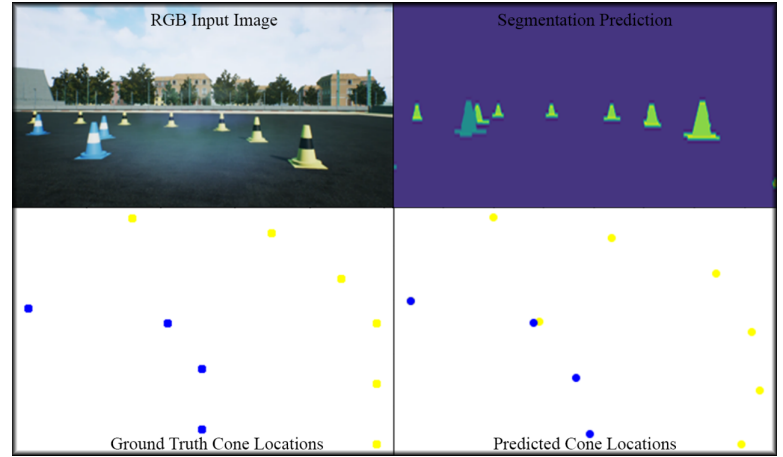 RGB Input Image
Segmentation Prediction
Ground Truth Cone Locations
Predicted Cone Locations